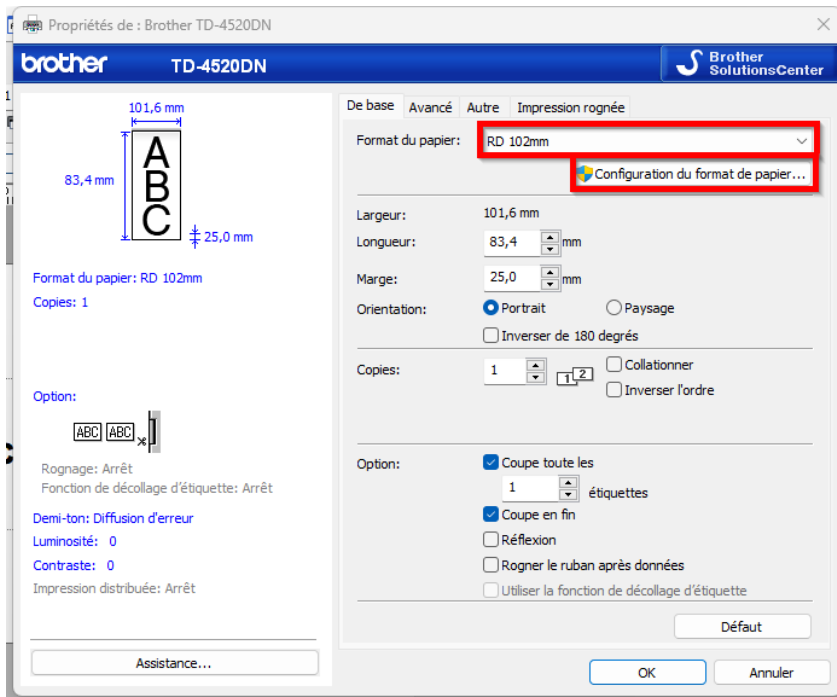 Propriétés de : Brother TD-4520DN
brother TD-4520DN
Brother
SolutionsCenter
101,6 mm
83,4 mm
ABC
25,0 mm
Format du papier: RD 102mm
Copies: 1
Option:
ABC ABC
Rognage: Arrêt
Fonction de décollage d'étiquette: Arrêt
Demi-ton: Diffusion d'erreur
Luminosité: 0
Contraste: 0
Impression distribuée: Arrêt
Assistance...
De base Avancé Autre Impression rognée
Format du papier: RD 102mm
Configuration du format de papier...
Largeur: 101,6 mm
Longueur: 83,4 mm
Marge: 25,0 mm
Orientation: Portrait Paysage
Inverser de 180 degrés
Copies: 1 1 2 Collationner
Inverser l'ordre
Option: Coupe toute les
1 étiquettes
Coupe en fin
Réflexion
Rogner le ruban après données
Utiliser la fonction de décollage d'étiquette
Défaut
OK Annuler